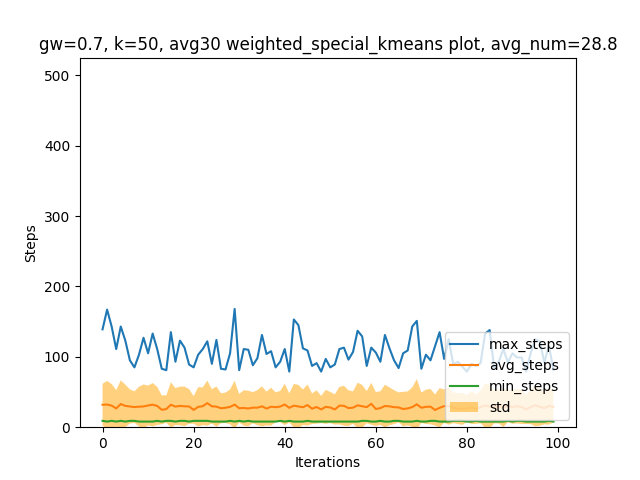 gw=0.7, k=50, avg30 weighted_special_kmeans plot, avg_num=28.8
500
400
300
200
100
0
Steps
0
20
40
60
80
100
Iterations
max_steps
avg_steps
min_steps
std